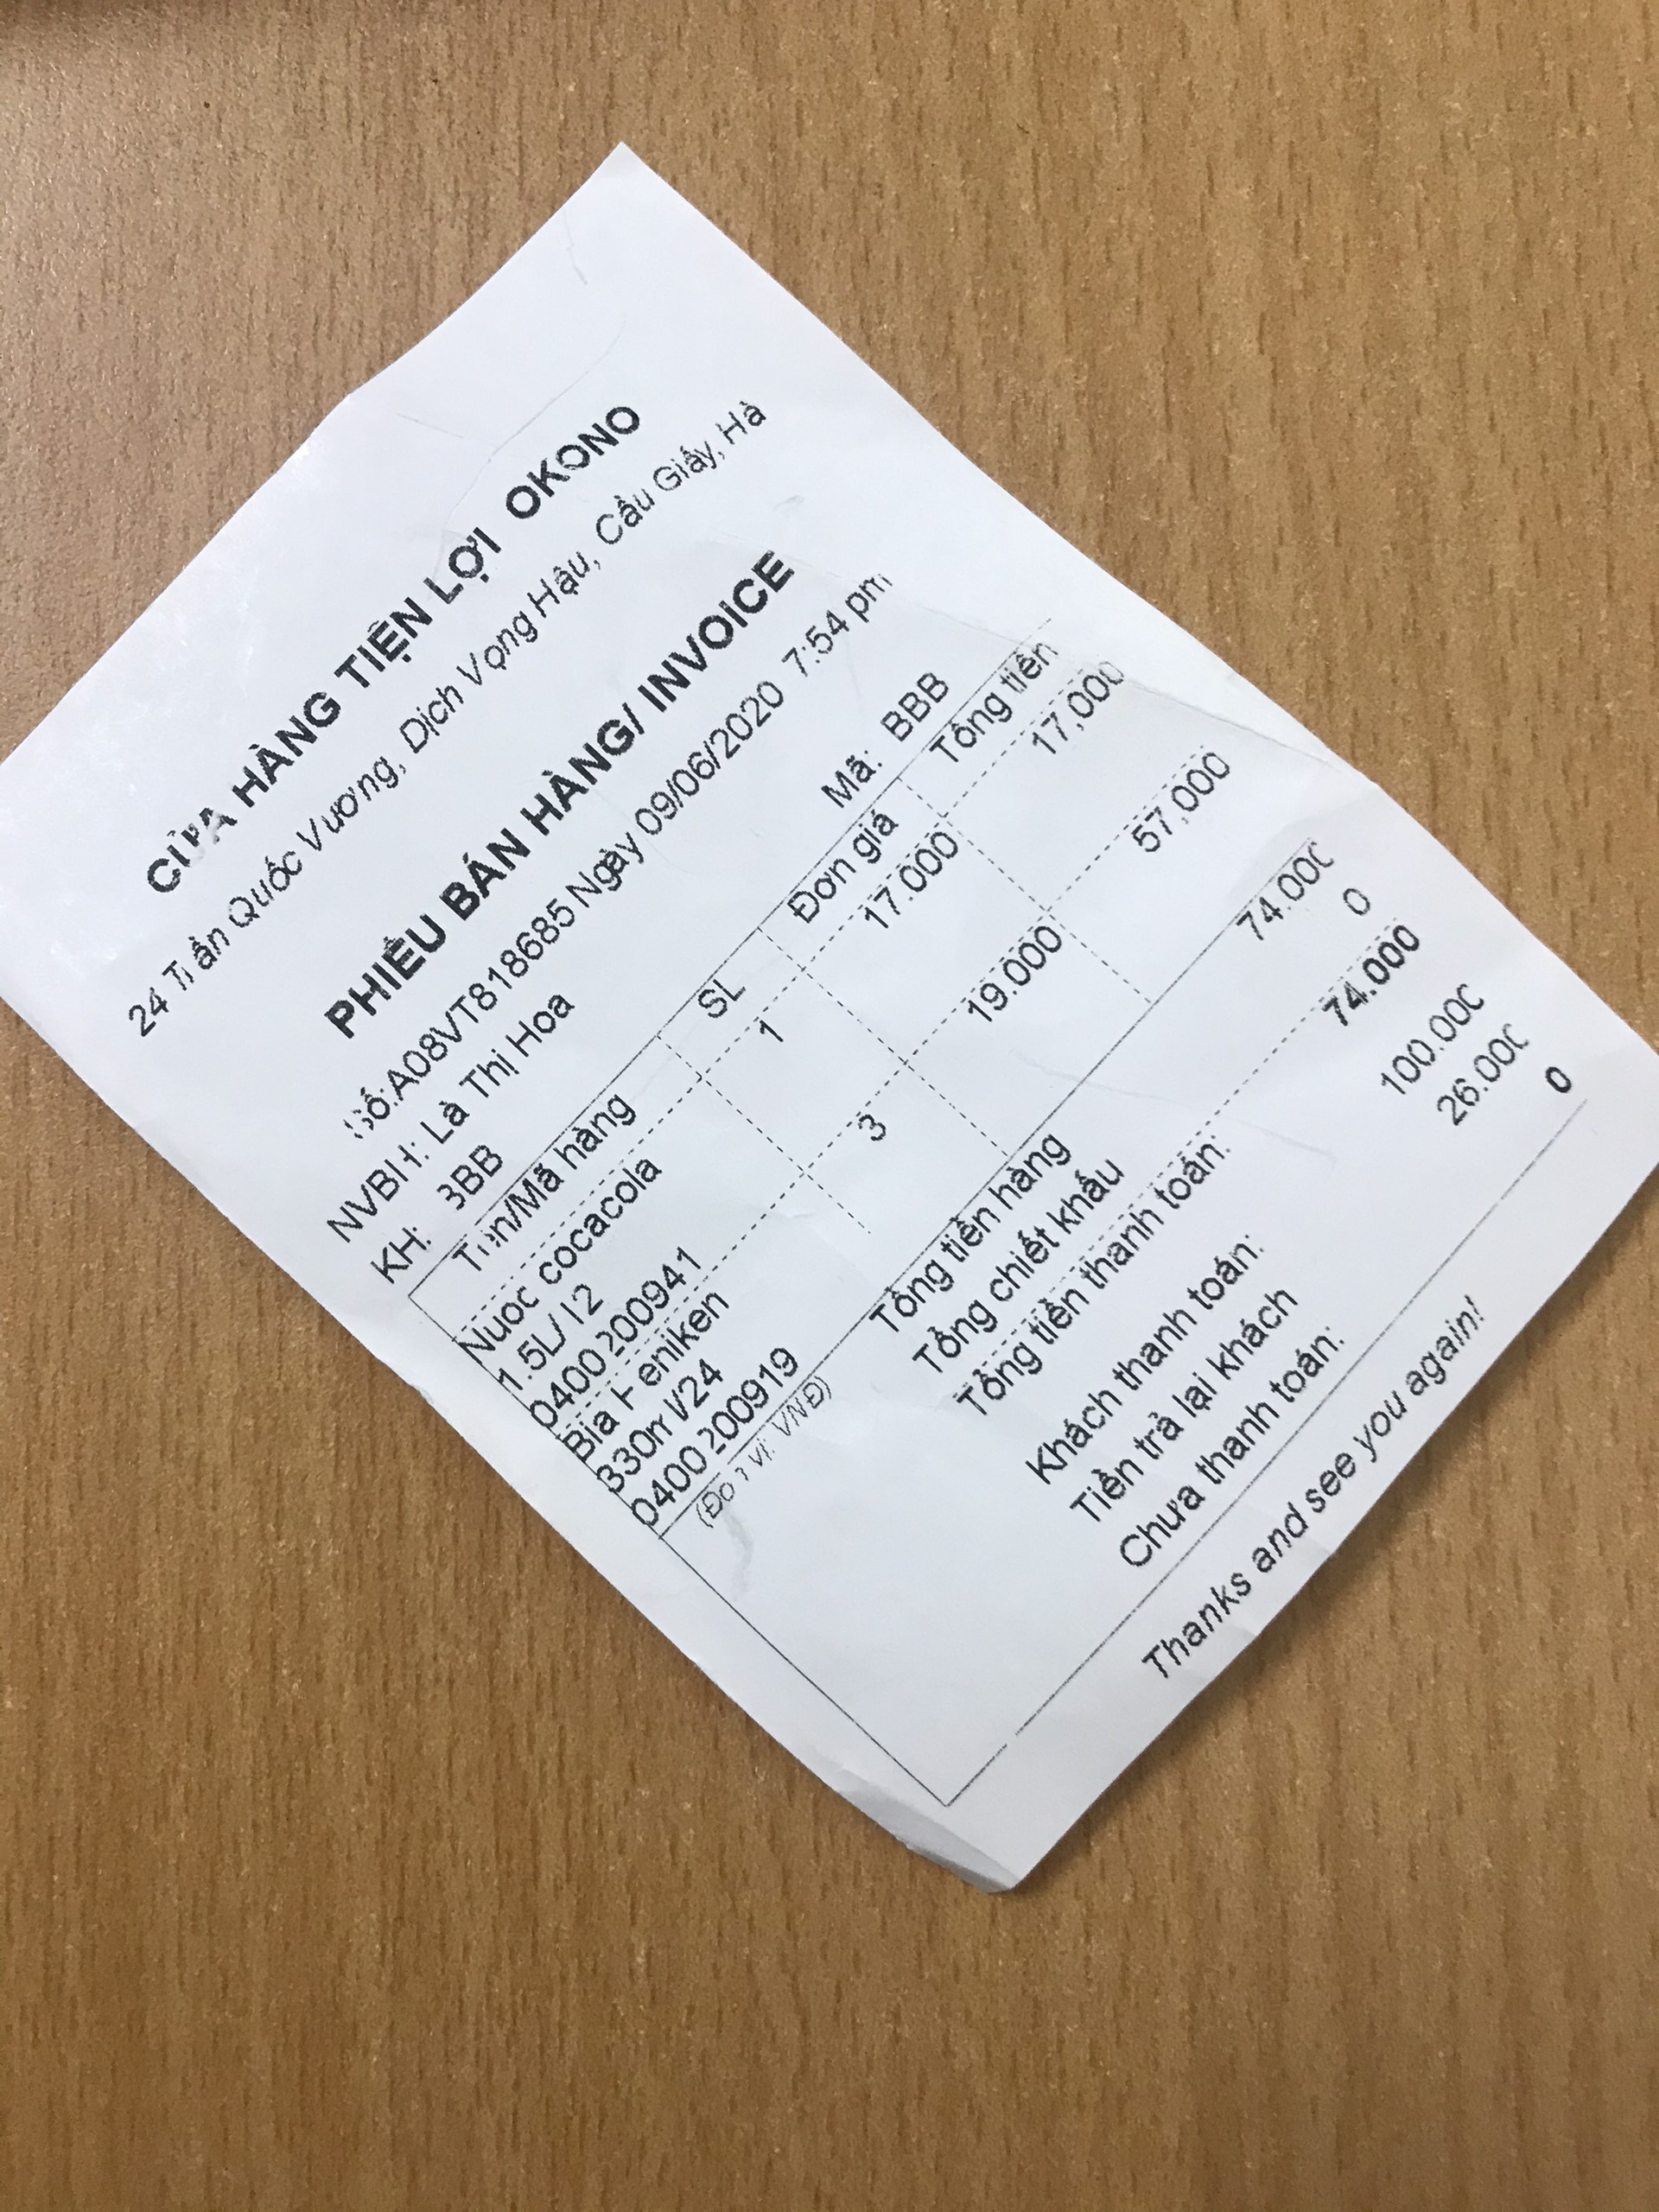 CỬA HÀNG TIỆN LỢI OKONO
24 Trần Quốc Vương, Dịch Vọng Hậu, Cầu Giấy, Hà
PHIẾU BÁN HÀNG/ INVOICE
Số:A08VT818685 Ngày 09/06/2020 7:54 pm
NVBH: Là Thị Hoa
KH: BBB Mã: BBB
Tên/Mã hàng SL Đơn giá Tổng tiền
Nuoc cocacola 1 17.000 17,000
1.5L/12
0400200941
Bia Heniken 3 19.000 57,000
330ml/24
0400200919
(Đơn vị: VNĐ)
Tổng tiền hàng 74.000
Tổng chiết khấu 0
Tổng tiền thanh toán: 74.000
Khách thanh toán: 100.000
Tiền trả lại khách 26.000
Chưa thanh toán: 0
Thanks and see you again!